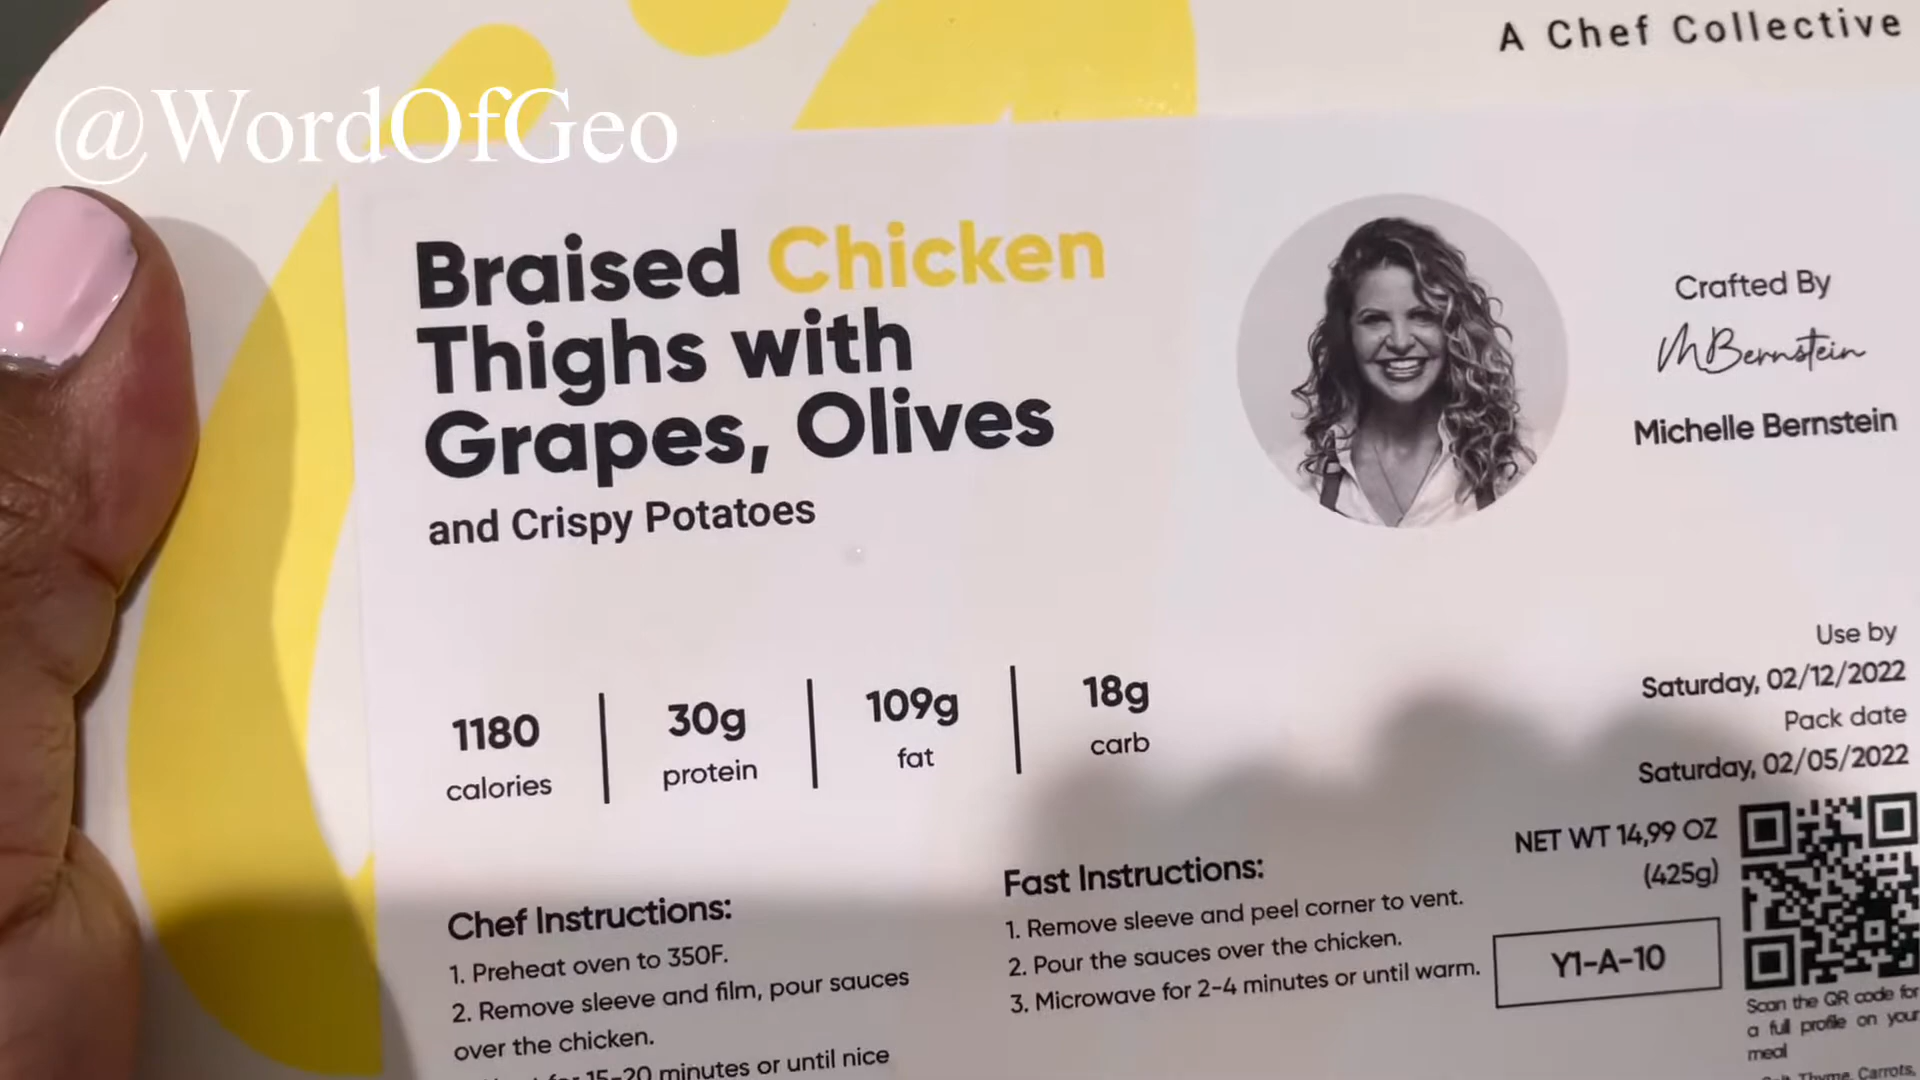 A Chef Collective
@WordOfGeo
Braised Chicken
Thighs with
Grapes, Olives
and Crispy Potatoes
Crafted By
MBernstein
Michelle Bernstein
1180
calories
30g
protein
109g
fat
18g
carb
Use by
Saturday, 02/12/2022
Pack date
Saturday, 02/05/2022
NET WT 14,99 OZ
(425g)
Y1-A-10
Scan the QR code for
a full profile on your
meal
Chef Instructions:
1. Preheat oven to 350F.
2. Remove sleeve and film, pour sauces
over the chicken.
for 15-20 minutes or until nice
Fast Instructions:
1. Remove sleeve and peel corner to vent.
2. Pour the sauces over the chicken.
3. Microwave for 2-4 minutes or until warm.
Thyme, Carrots,